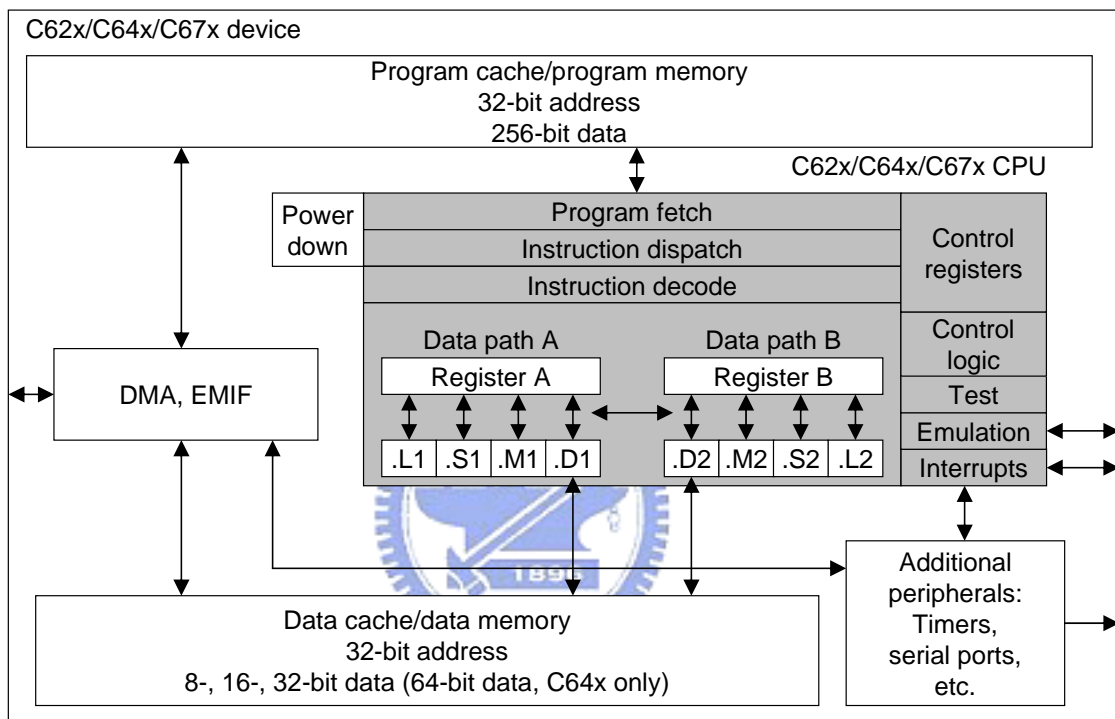 C62x/C64x/C67x device
Program cache/program memory
32-bit address
256-bit data
C62x/C64x/C67x CPU
Power
down
Program fetch
Instruction dispatch
Instruction decode
Control
registers
Data path A
Data path B
Control
logic
Register A
Register B
Test
DMA, EMIF
Emulation
.L1 .S1 .M1 .D1
.D2 .M2 .S2 .L2
Interrupts
1896
Additional
peripherals:
Timers,
serial ports,
etc.
Data cache/data memory
32-bit address
8-, 16-, 32-bit data (64-bit data, C64x only)